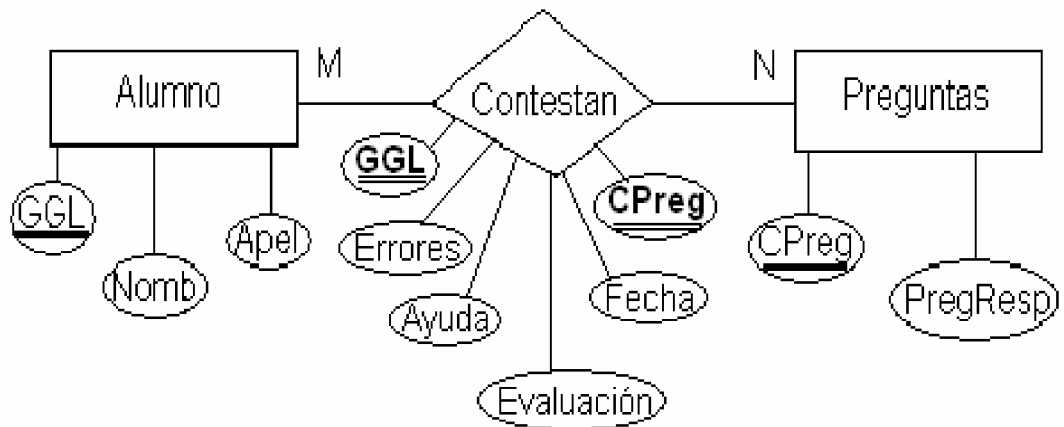 Alumno
M
Contestan
N
Preguntas
GGL
Nomb
Apel
GGL
Errores
Ayuda
Evaluación
Fecha
CPreg
CPreg
PregResp